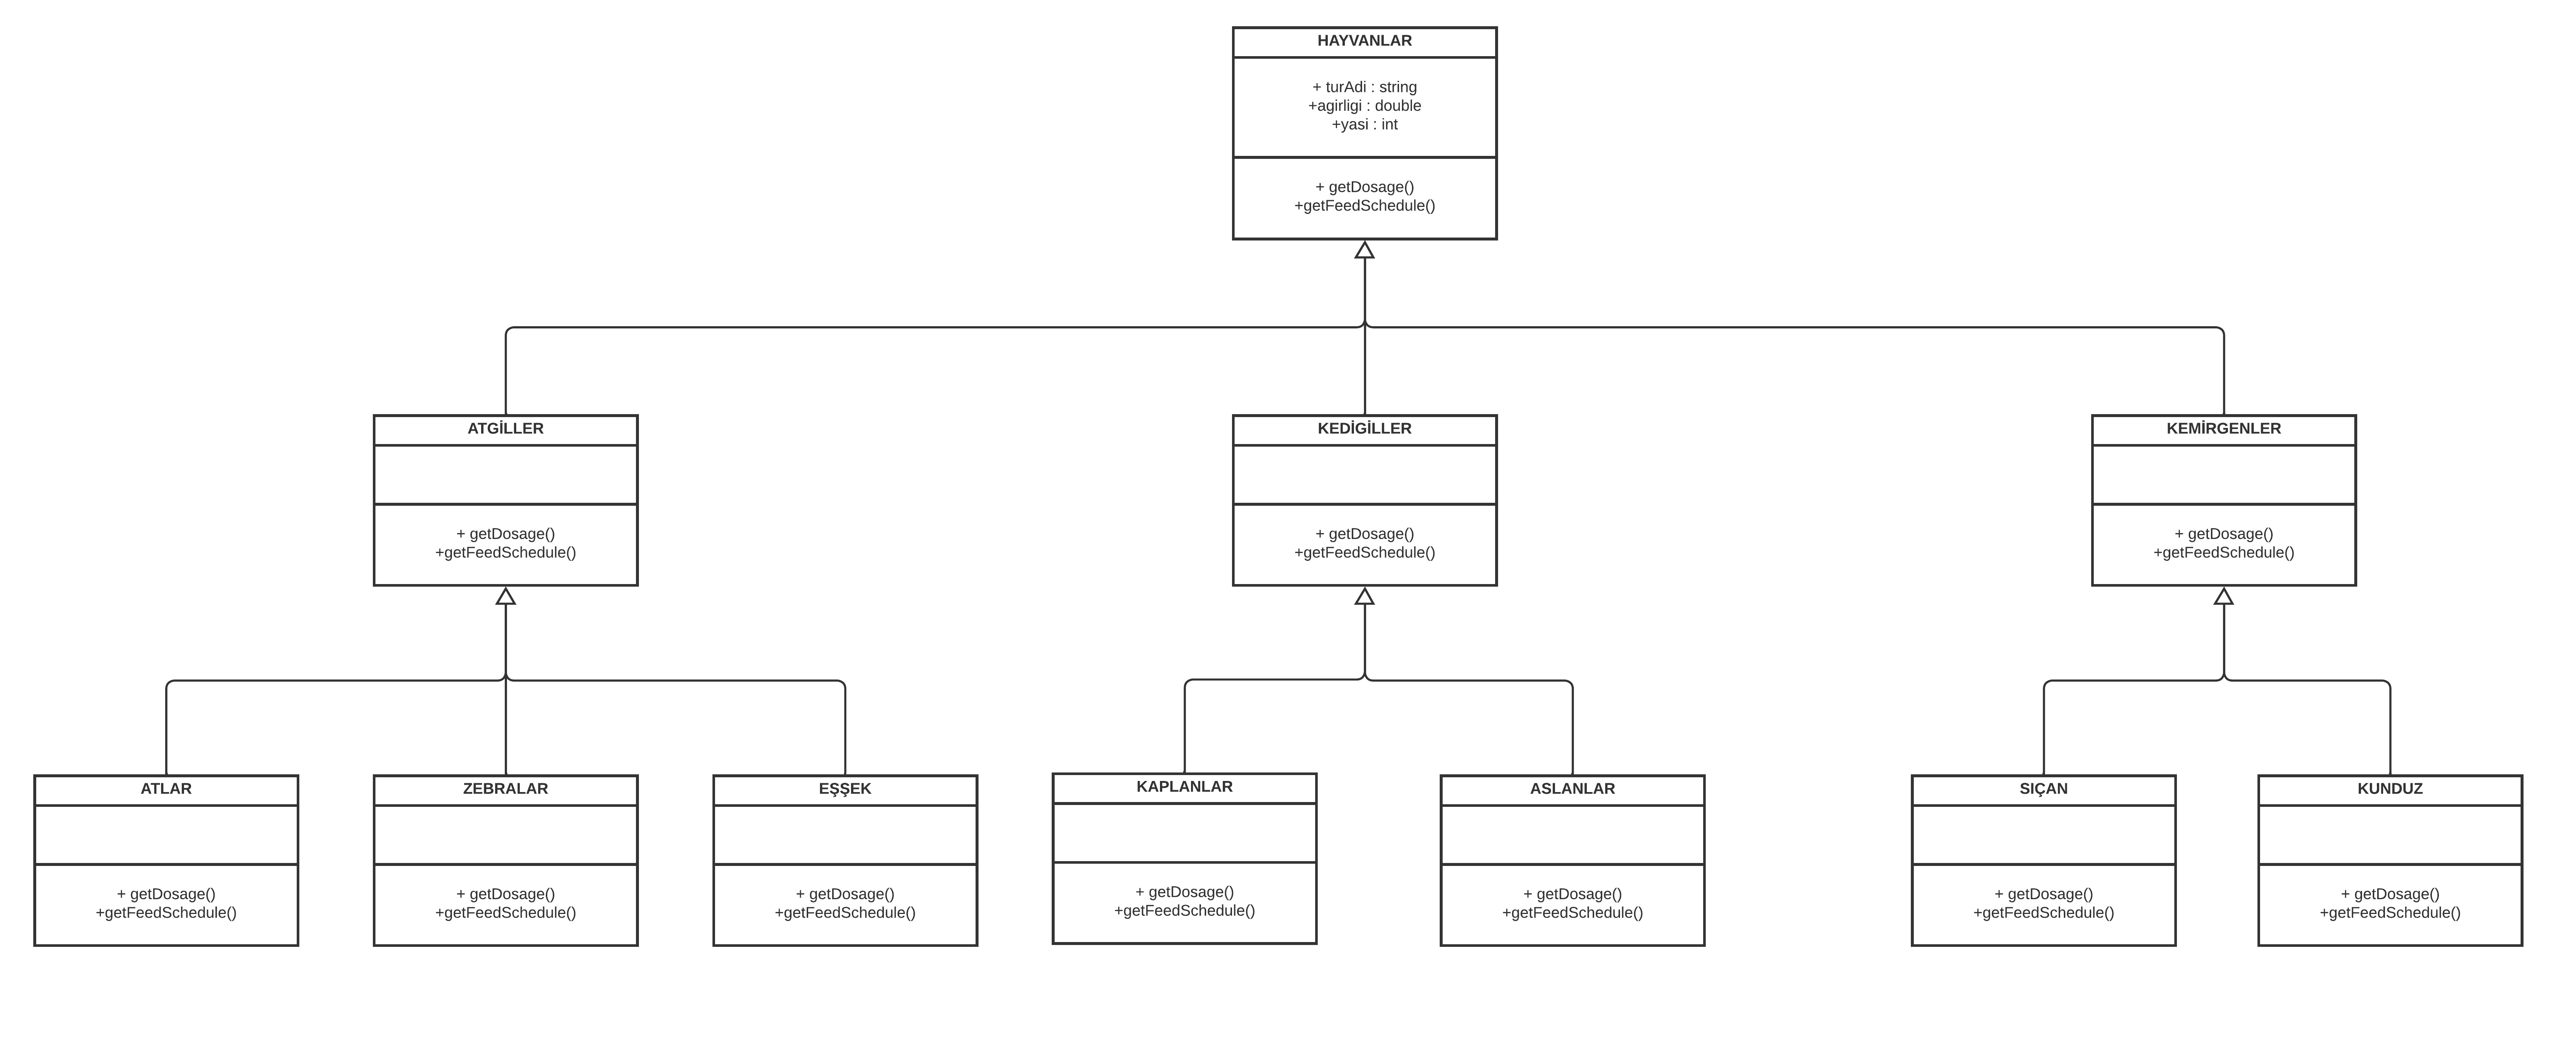 HAYVANLAR
+ turAdi : string
+agirligi : double
+yasi : int
+ getDosage()
+getFeedSchedule()
ATGİLLER
+ getDosage()
+getFeedSchedule()
KEDİGİLLER
+ getDosage()
+getFeedSchedule()
KEMİRGENLER
+ getDosage()
+getFeedSchedule()
ATLAR
+ getDosage()
+getFeedSchedule()
ZEBRALAR
+ getDosage()
+getFeedSchedule()
EŞŞEK
+ getDosage()
+getFeedSchedule()
KAPLANLAR
+ getDosage()
+getFeedSchedule()
ASLANLAR
+ getDosage()
+getFeedSchedule()
SIÇAN
+ getDosage()
+getFeedSchedule()
KUNDUZ
+ getDosage()
+getFeedSchedule()